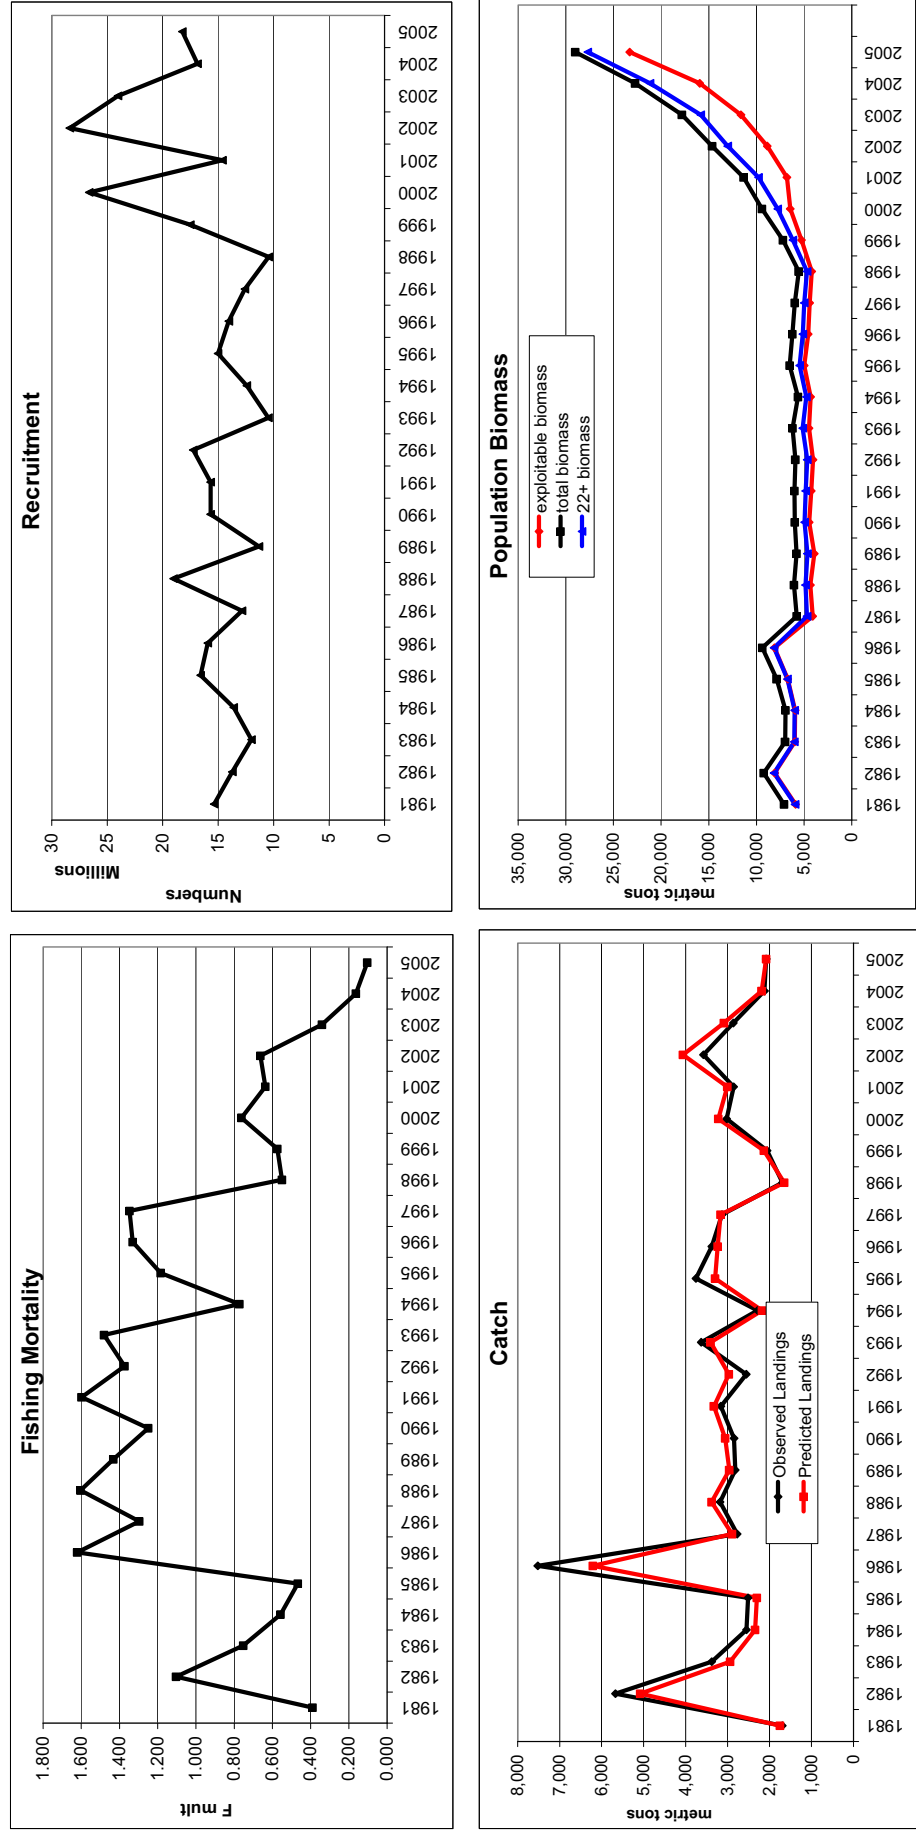 Fishing Mortality
F mult
1.800
1.600
1.400
1.200
1.000
0.800
0.600
0.400
0.200
0.000
1981 1982 1983 1984 1985 1986 1987 1988 1989 1990 1991 1992 1993 1994 1995 1996 1997 1998 1999 2000 2001 2002 2003 2004 2005
Recruitment
Millions
Numbers
30
25
20
15
10
5
0
1981 1982 1983 1984 1985 1986 1987 1988 1989 1990 1991 1992 1993 1994 1995 1996 1997 1998 1999 2000 2001 2002 2003 2004 2005
Catch
metric tons
8,000
7,000
6,000
5,000
4,000
3,000
2,000
1,000
0
Observed Landings
Predicted Landings
1981 1982 1983 1984 1985 1986 1987 1988 1989 1990 1991 1992 1993 1994 1995 1996 1997 1998 1999 2000 2001 2002 2003 2004 2005
Population Biomass
metric tons
35,000
30,000
25,000
20,000
15,000
10,000
5,000
0
exploitable biomass
total biomass
22+ biomass
1981 1982 1983 1984 1985 1986 1987 1988 1989 1990 1991 1992 1993 1994 1995 1996 1997 1998 1999 2000 2001 2002 2003 2004 2005